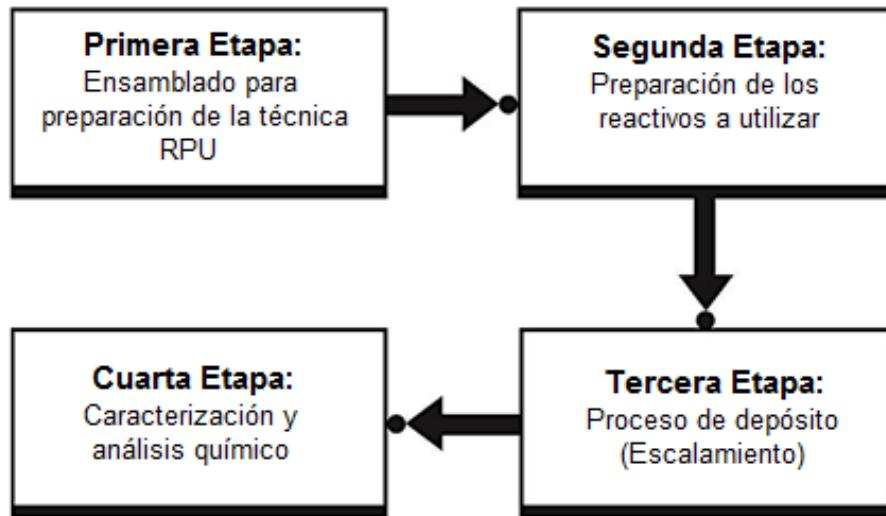 Primera Etapa:
Ensamblado para
preparación de la técnica
RPU
Segunda Etapa:
Preparación de los
reactivos a utilizar
Tercera Etapa:
Proceso de depósito
(Escalamiento)
Cuarta Etapa:
Caracterización y
análisis químico